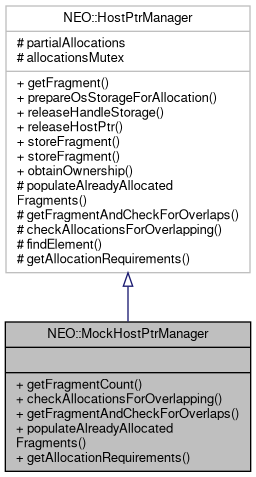 NEO::HostPtrManager
# partialAllocations
# allocationsMutex
+ getFragment()
+ prepareOsStorageForAllocation()
+ releaseHandleStorage()
+ releaseHostPtr()
+ storeFragment()
+ storeFragment()
+ obtainOwnership()
# populateAlreadyAllocated
Fragments()
# getFragmentAndCheckForOverlaps()
# checkAllocationsForOverlapping()
# findElement()
# getAllocationRequirements()
NEO::MockHostPtrManager
+ getFragmentCount()
+ checkAllocationsForOverlapping()
+ getFragmentAndCheckForOverlaps()
+ populateAlreadyAllocated
Fragments()
+ getAllocationRequirements()